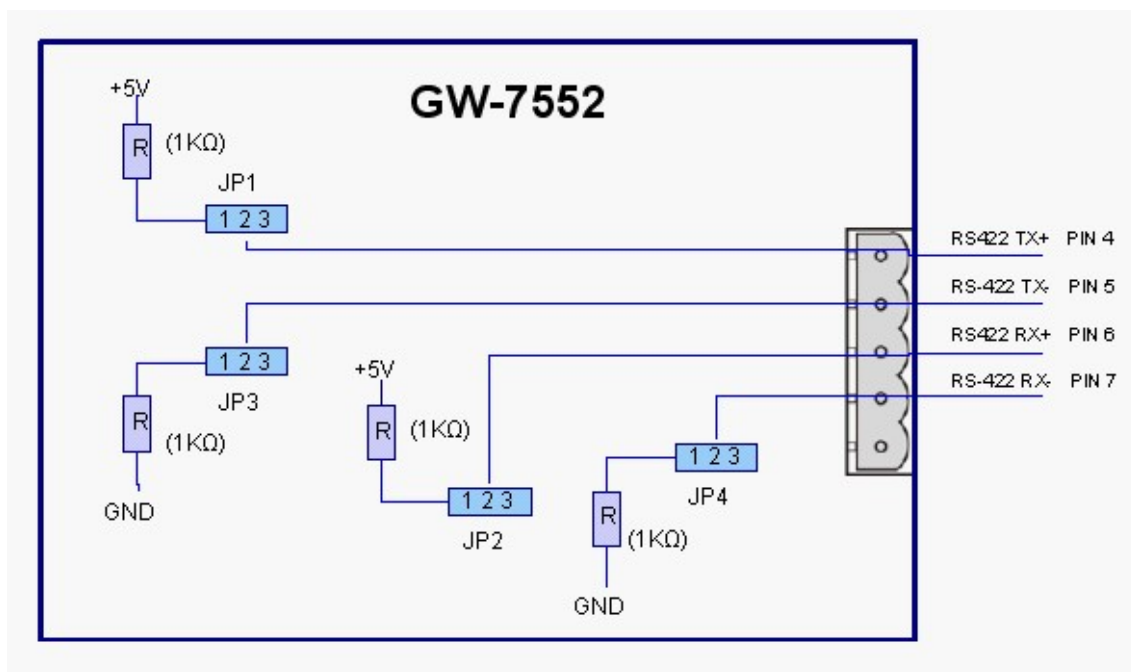 GW-7552
+5V
R (1KΩ)
JP1
1 2 3
RS422 TX+ PIN 4
RS-422 TX- PIN 5
RS422 RX+ PIN 6
RS-422 RX- PIN 7
1 2 3
JP3
R (1KΩ)
GND
+5V
R (1KΩ)
1 2 3
JP2
1 2 3
JP4
R (1KΩ)
GND